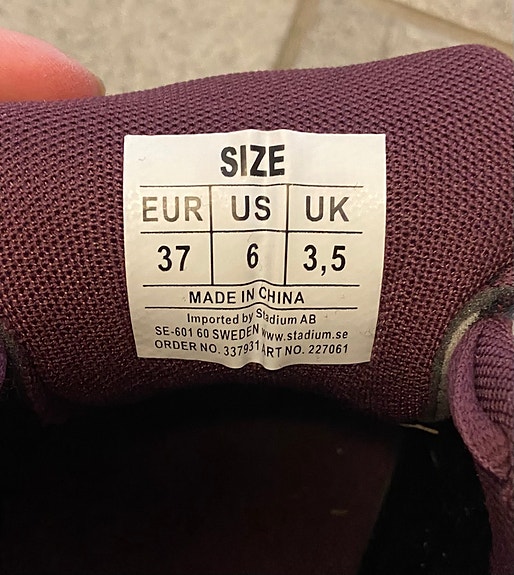 SIZE
EUR US UK
37 6 3,5
MADE IN CHINA
Imported by Stadium AB
SE-601 60 SWEDEN www.stadium.se
ORDER NO. 337931 ART NO. 227061